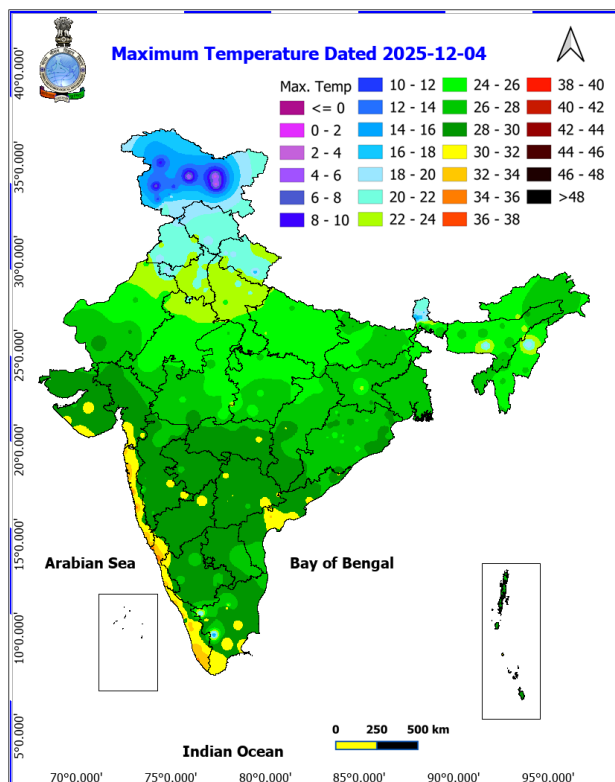 Maximum Temperature Dated 2025-12-04
Max. Temp
<= 0
0 - 2
2 - 4
4 - 6
6 - 8
8 - 10
10 - 12
12 - 14
14 - 16
16 - 18
18 - 20
20 - 22
22 - 24
24 - 26
26 - 28
28 - 30
30 - 32
32 - 34
34 - 36
36 - 38
38 - 40
40 - 42
42 - 44
44 - 46
46 - 48
>48
40°0.000'
35°0.000'
30°0.000'
25°0.000'
20°0.000'
15°0.000'
10°0.000'
5°0.000'
Arabian Sea
Bay of Bengal
0 250 500 km
Indian Ocean
70°0.000' 75°0.000' 80°0.000' 85°0.000' 90°0.000' 95°0.000'